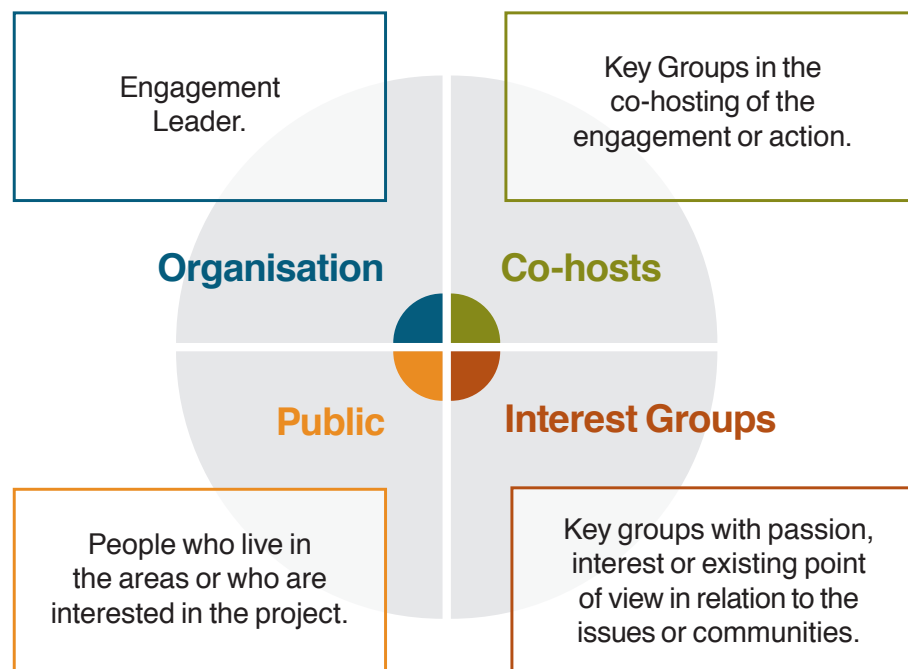 Engagement
Leader.
Key Groups in the
co-hosting of the
engagement or action.
Organisation
Co-hosts
Public
Interest Groups
People who live in
the areas or who are
interested in the project.
Key groups with passion,
interest or existing point
of view in relation to the
issues or communities.